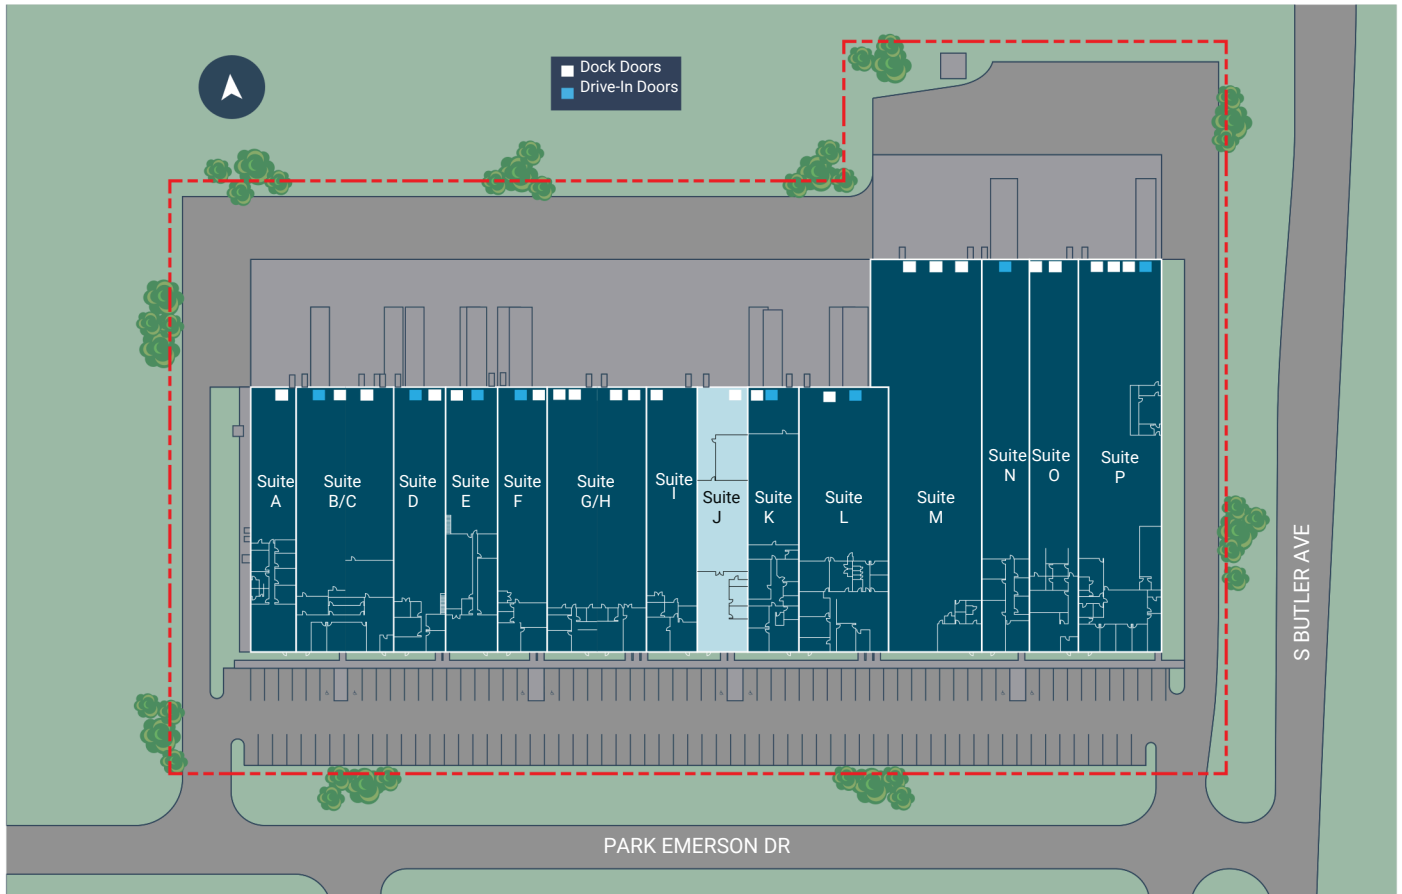 Dock Doors
Drive-In Doors
Suite
A
Suite
B/C
Suite
D
Suite
E
Suite
F
Suite
G/H
Suite
I
Suite
J
Suite
K
Suite
L
Suite
M
Suite
N
Suite
O
Suite
P
S BUTLER AVE
PARK EMERSON DR